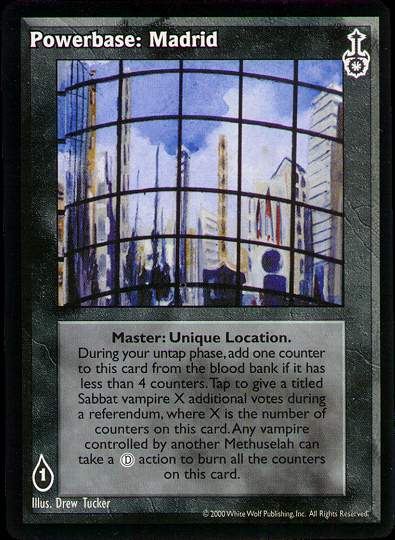 Powerbase: Madrid
Master: Unique Location.
During your untap phase, add one counter
to this card from the blood bank if it has
less than 4 counters. Tap to give a titled
Sabbat vampire X additional votes during
a referendum, where X is the number of
counters on this card. Any vampire
controlled by another Methuselah can
take a D action to burn all the counters
on this card.
1
Illus. Drew Tucker
© 2000 White Wolf Publishing, Inc. All Rights Reserved.